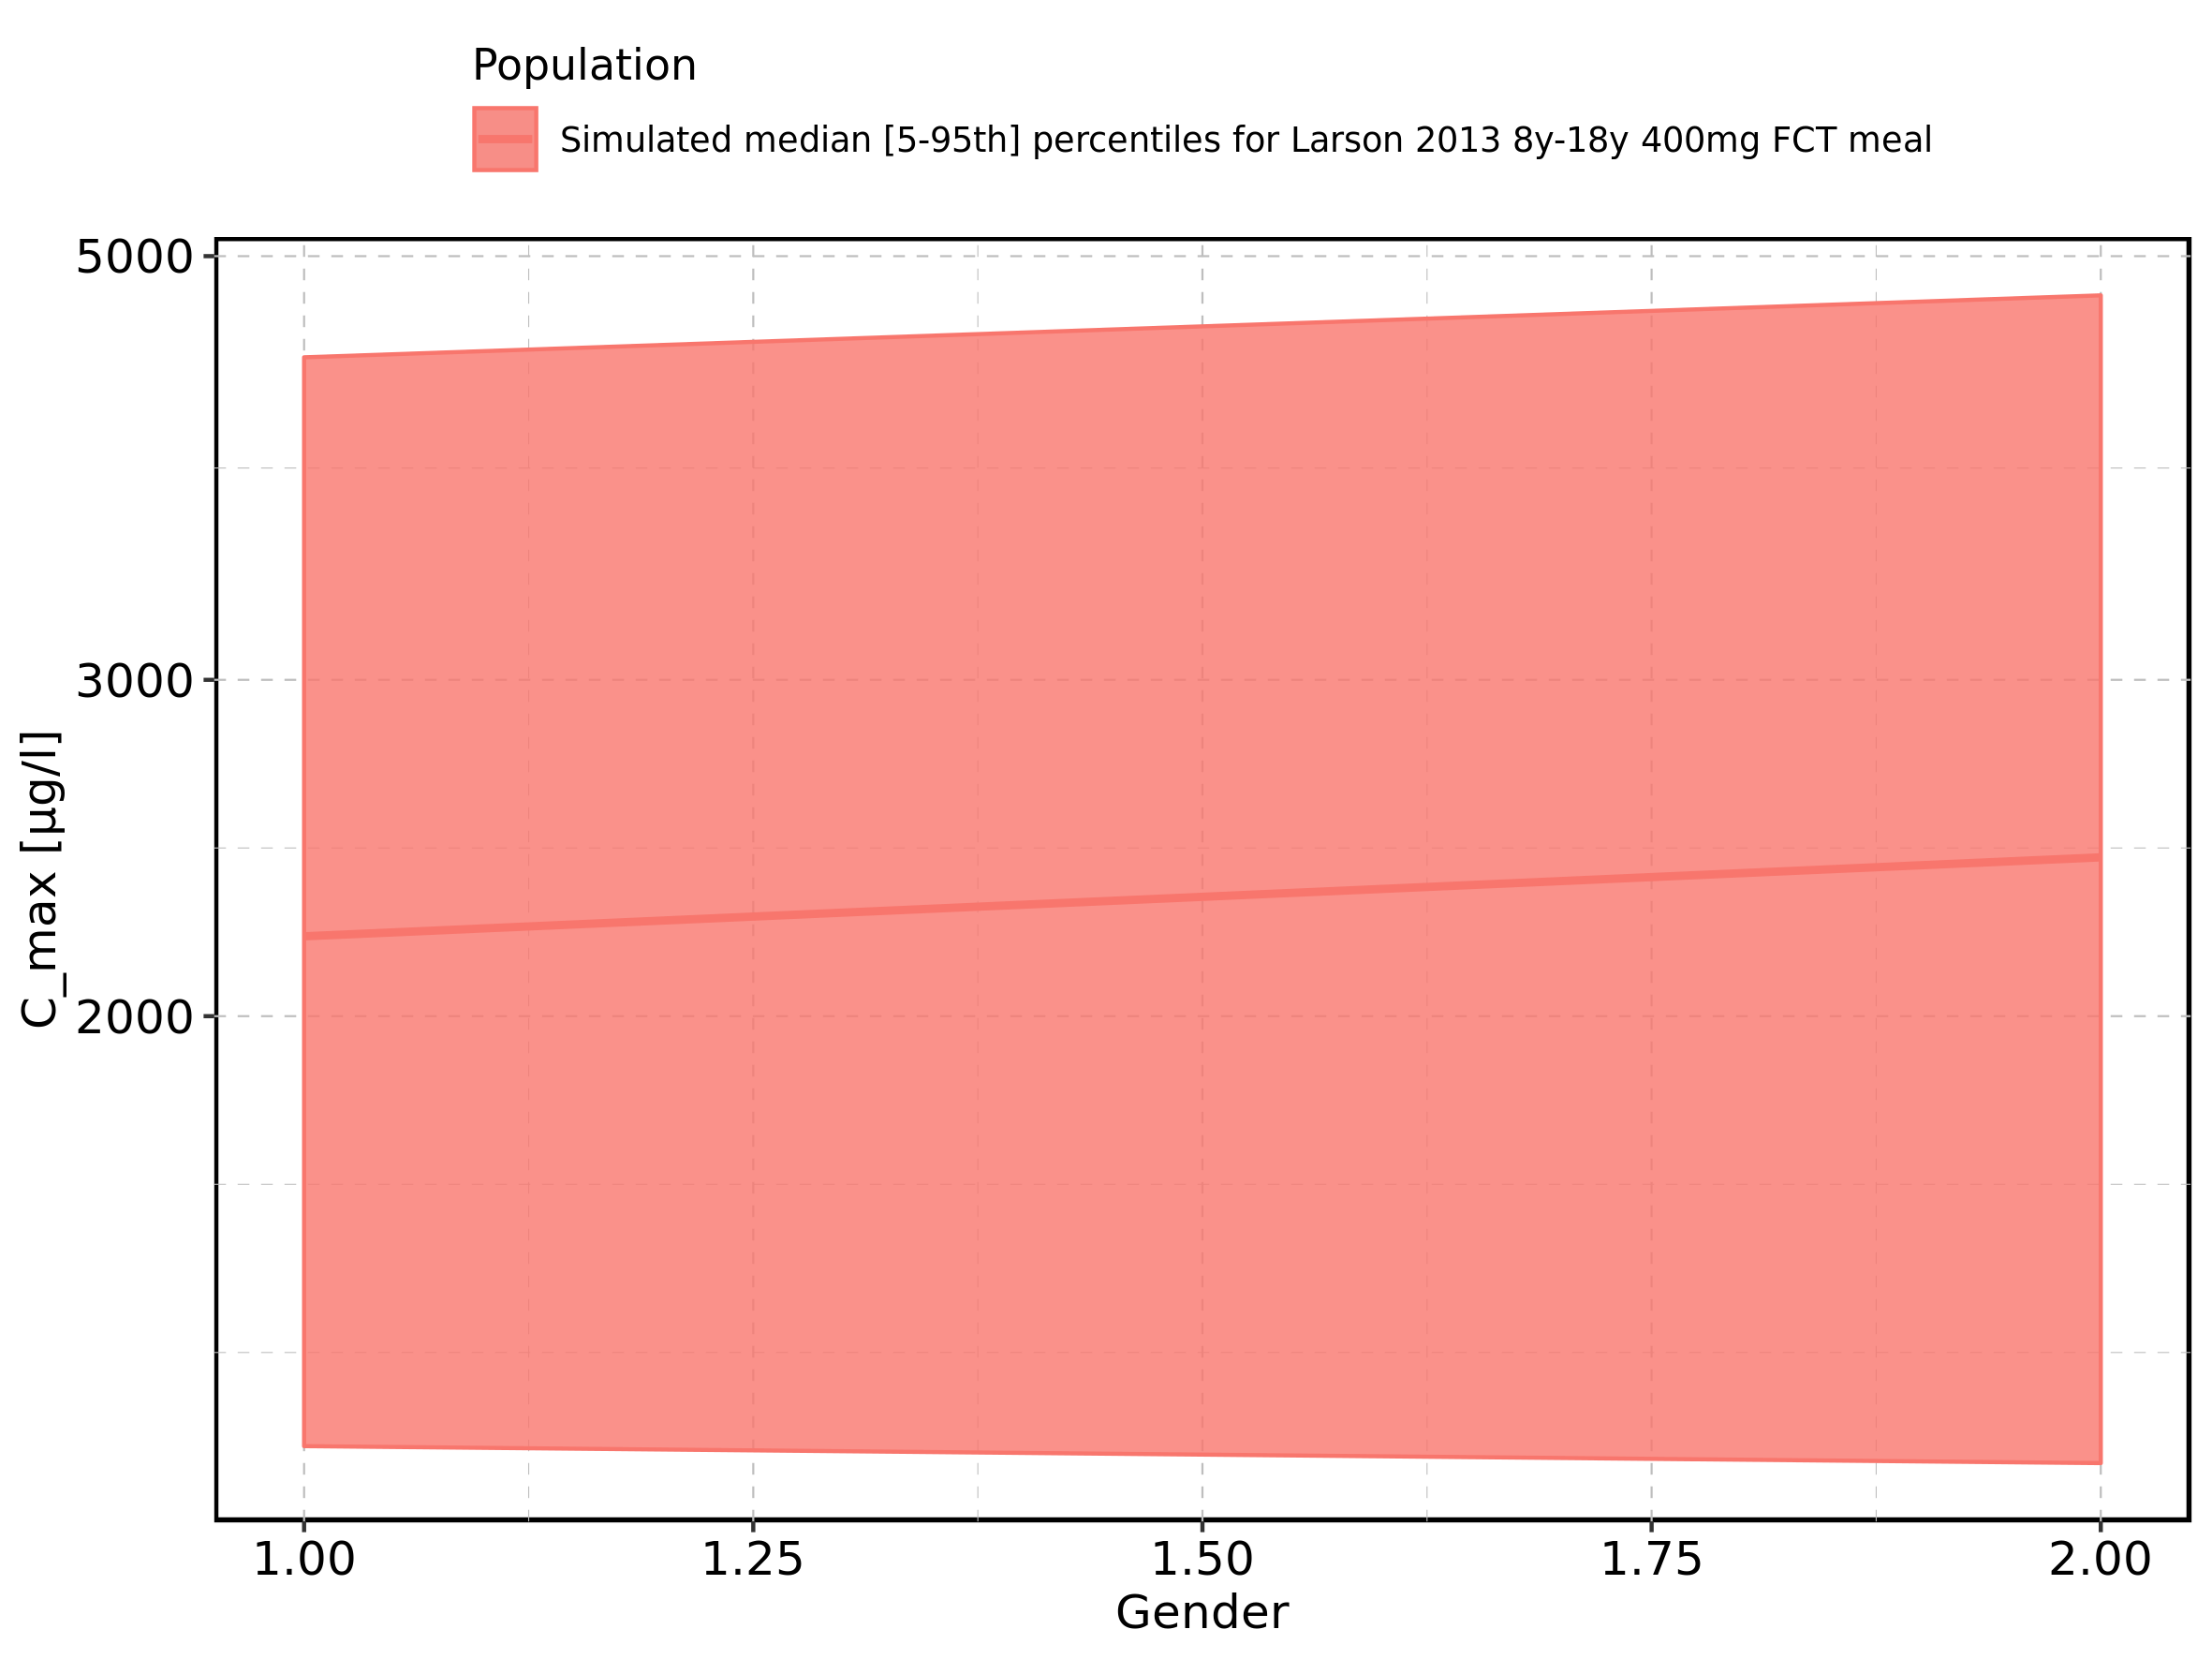 Population
Simulated median [5-95th] percentiles for Larson 2013 8y-18y 400mg FCT meal
5000
3000
2000
C_max [µg/l]
1.00 1.25 1.50 1.75 2.00
Gender